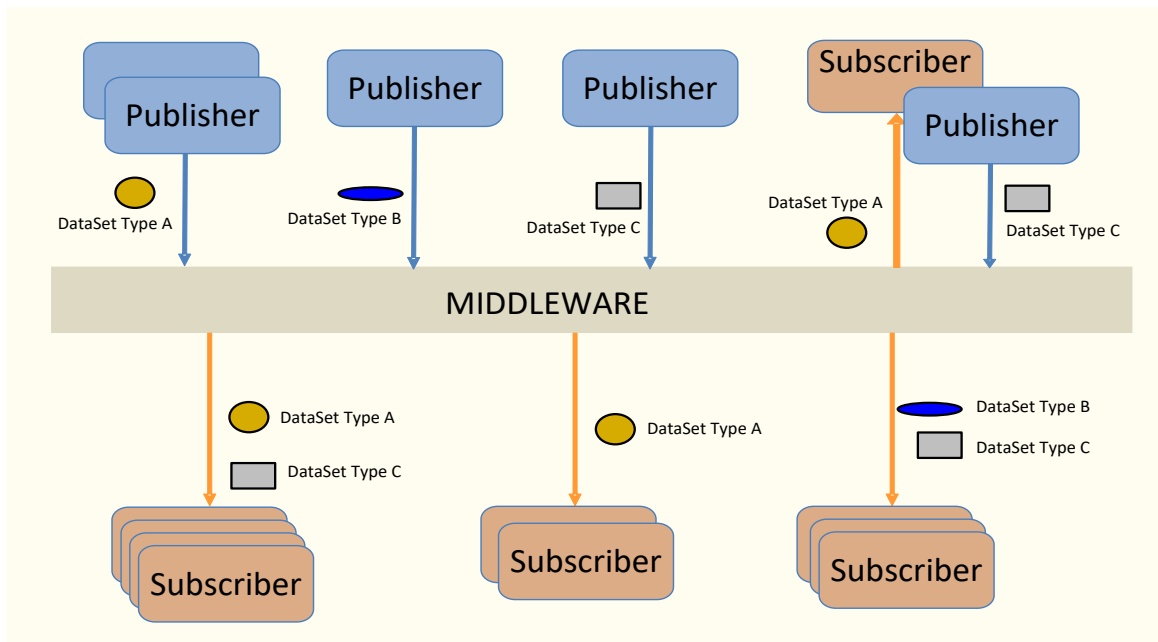 Publisher
Publisher
Publisher
Subscriber
Publisher
DataSet Type A
DataSet Type B
DataSet Type C
DataSet Type A
DataSet Type C
MIDDLEWARE
DataSet Type A
DataSet Type C
DataSet Type A
DataSet Type B
DataSet Type C
Subscriber
Subscriber
Subscriber